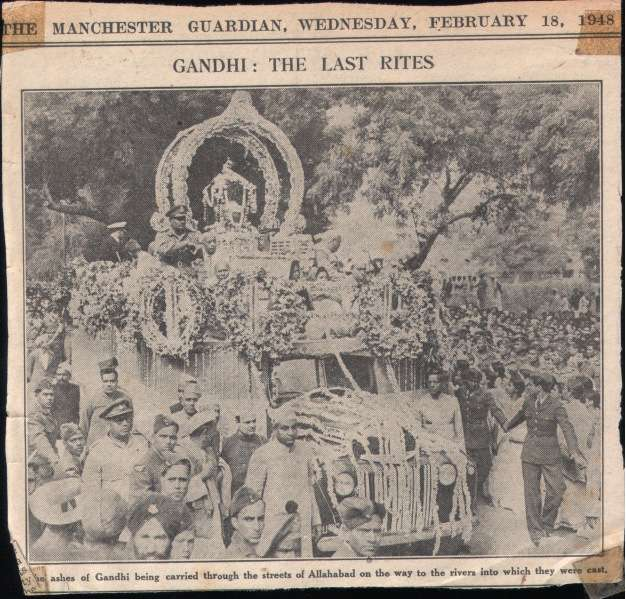 THE MANCHESTER GUARDIAN, WEDNESDAY, FEBRUARY 18, 1948
GANDHI: THE LAST RITES
he ashes of Gandhi being carried through the streets of Allahabad on the way to the rivers into which they were cast.